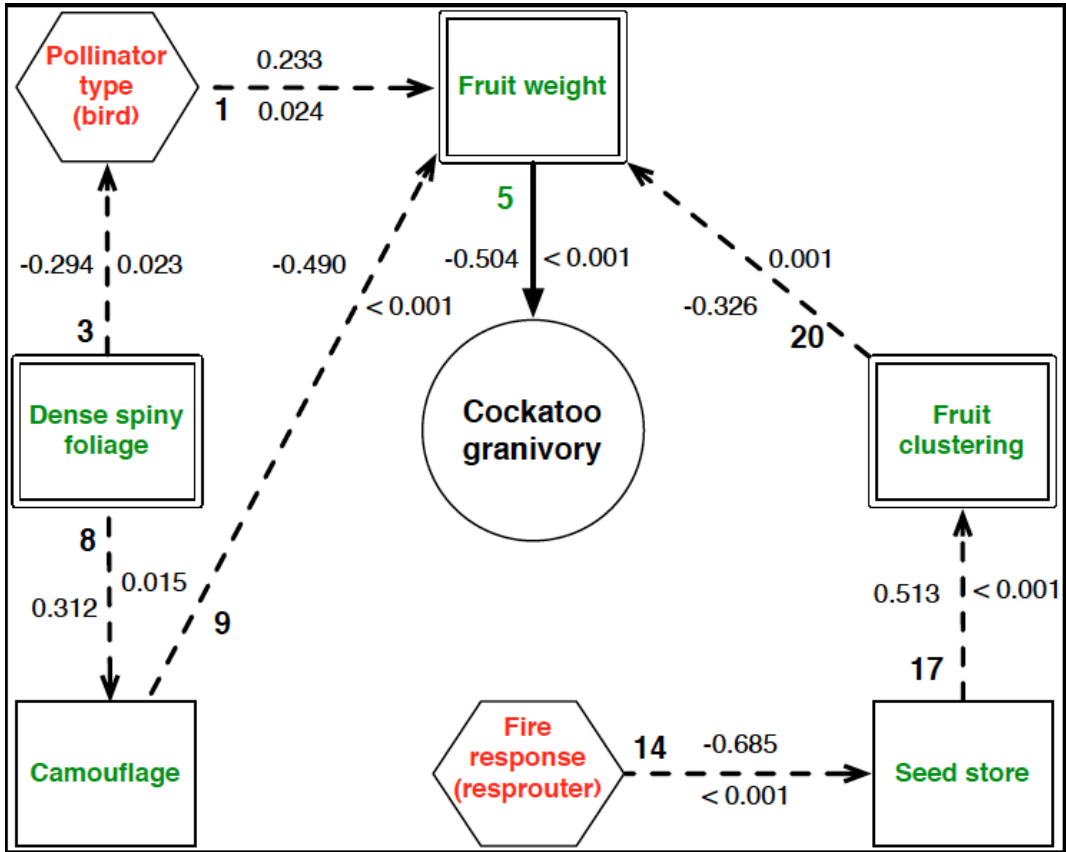 Pollinator
type
(bird)
0.233
1 0.024
Fruit weight
5
-0.504 < 0.001
-0.294 0.023
3
-0.490
< 0.001
0.001
-0.326
20
Dense spiny
foliage
Cockatoo
granivory
Fruit
clustering
8
0.015
0.312
9
0.513 < 0.001
17
Camouflage
Fire
response
(resprouter)
14 -0.685
< 0.001
Seed store